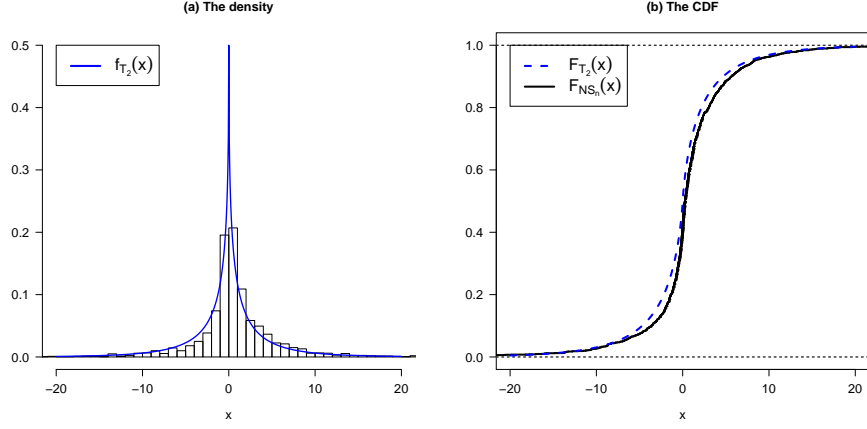 (a) The density
f_{T_2}(x)
0.5
0.4
0.3
0.2
0.1
0.0
−20 −10 0 10 20
x
(b) The CDF
F_{T_2}(x)
F_{NS_n}(x)
1.0
0.8
0.6
0.4
0.2
0.0
−20 −10 0 10 20
x